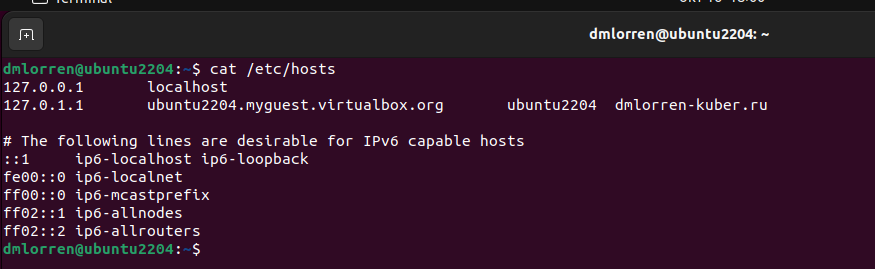 Terminal
dmlorren@ubuntu2204: ~
dmlorren@ubuntu2204:~$ cat /etc/hosts
127.0.0.1       localhost
127.0.1.1       ubuntu2204.myguest.virtualbox.org       ubuntu2204  dmlorren-kuber.ru
# The following lines are desirable for IPv6 capable hosts
::1     ip6-localhost ip6-loopback
fe00::0 ip6-localnet
ff00::0 ip6-mcastprefix
ff02::1 ip6-allnodes
ff02::2 ip6-allrouters
dmlorren@ubuntu2204:~$